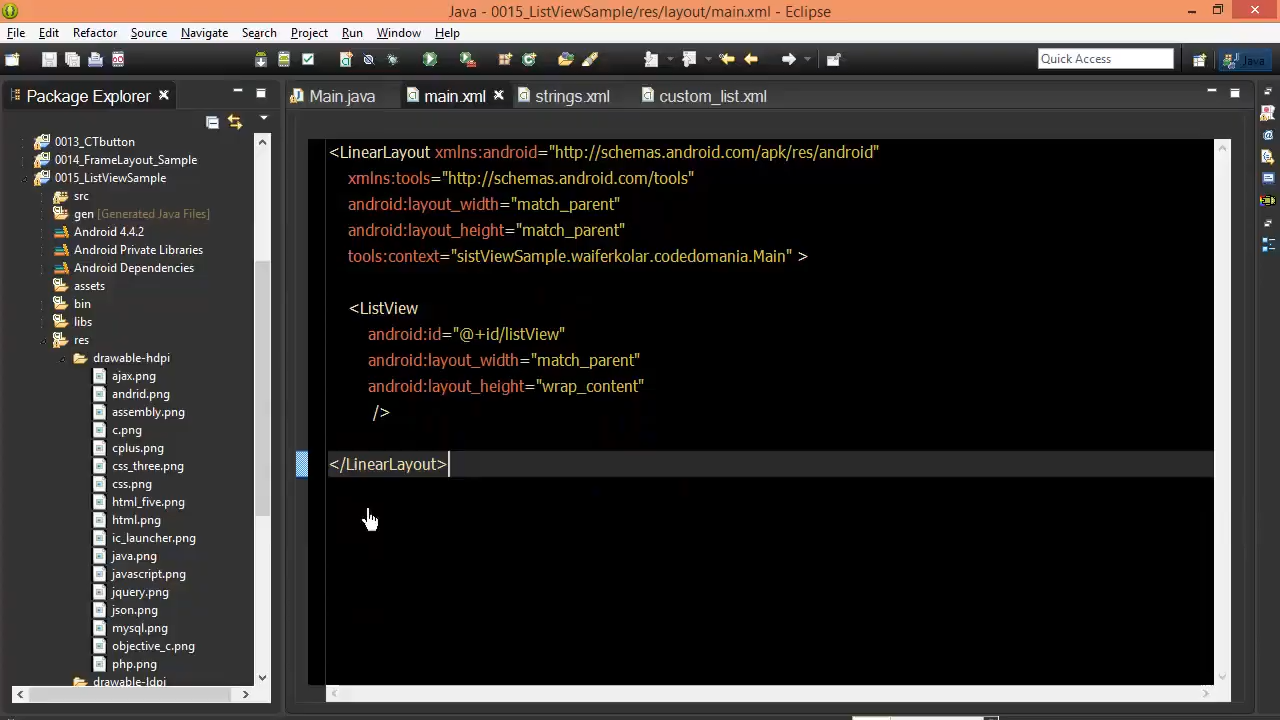 Java - 0015_ListViewSample/res/layout/main.xml - Eclipse
File Edit Refactor Source Navigate Search Project Run Window Help
Quick Access
Java
Package Explorer
Main.java main.xml strings.xml custom_list.xml
0013_CTbutton
0014_FrameLayout_Sample
0015_ListViewSample
src
gen [Generated Java Files]
Android 4.4.2
Android Private Libraries
Android Dependencies
assets
bin
libs
res
drawable-hdpi
ajax.png
andrid.png
assembly.png
c.png
cplus.png
css_three.png
css.png
html_five.png
html.png
ic_launcher.png
java.png
javascript.png
jquery.png
json.png
mysql.png
objective_c.png
php.png
drawable-ldpi
<LinearLayout xmlns:android="http://schemas.android.com/apk/res/android"
xmlns:tools="http://schemas.android.com/tools"
android:layout_width="match_parent"
android:layout_height="match_parent"
tools:context="sistViewSample.waiferkolar.codedomania.Main" >
<ListView
android:id="@+id/listView"
android:layout_width="match_parent"
android:layout_height="wrap_content"
/>
</LinearLayout>